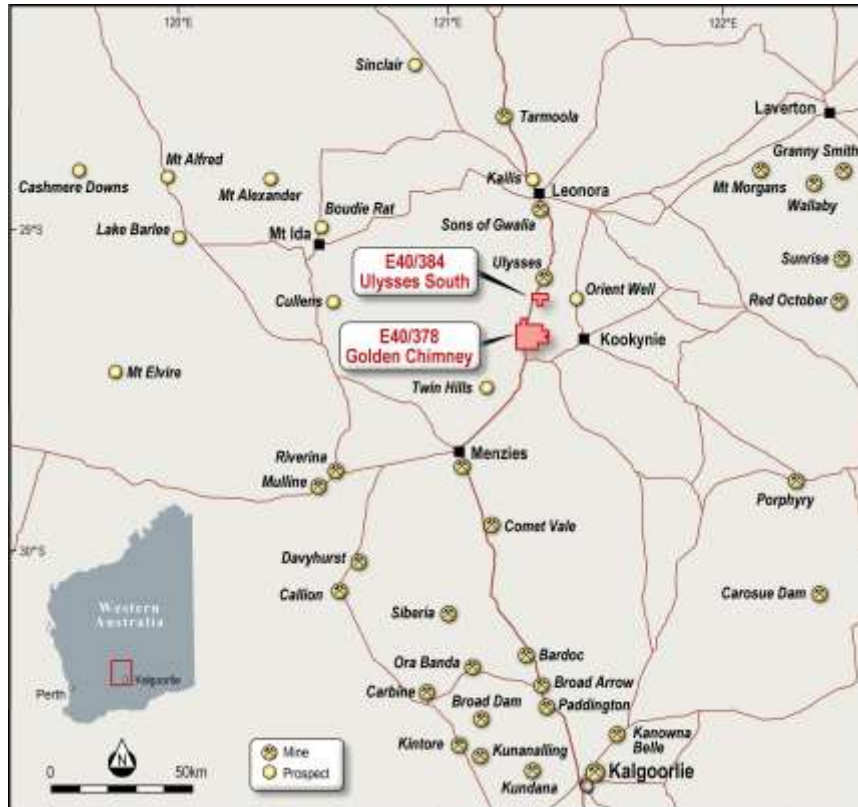 120°E
121°E
122°E
Sinclair
Tarmoola
Laverton
Granny Smith
Mt Alfred
Cashmere Downs
Mt Alexander
Kailis
Leonora
Mt Morgans
Wallaby
Boudie Rat
Sons of Gwalia
Lake Barlee
Mt Ida
29°S
E40/384
Ulysses South
Ulysses
Sunrise
Cullens
Orient Well
Red October
E40/378
Golden Chimney
Kookynie
Mt Elvire
Twin Hills
Menzies
Riverina
Mulline
Porphyry
Comet Vale
30°S
Davyhurst
Callion
Siberia
Carosue Dam
Western
Australia
Kalgoorlie
Perth
Bardoc
Ora Banda
Carbine
Broad Arrow
Broad Dam
Paddington
Kintore
Kunanalling
Kanowna
Belle
Kundana
Kalgoorlie
N
0
50km
Mine
Prospect